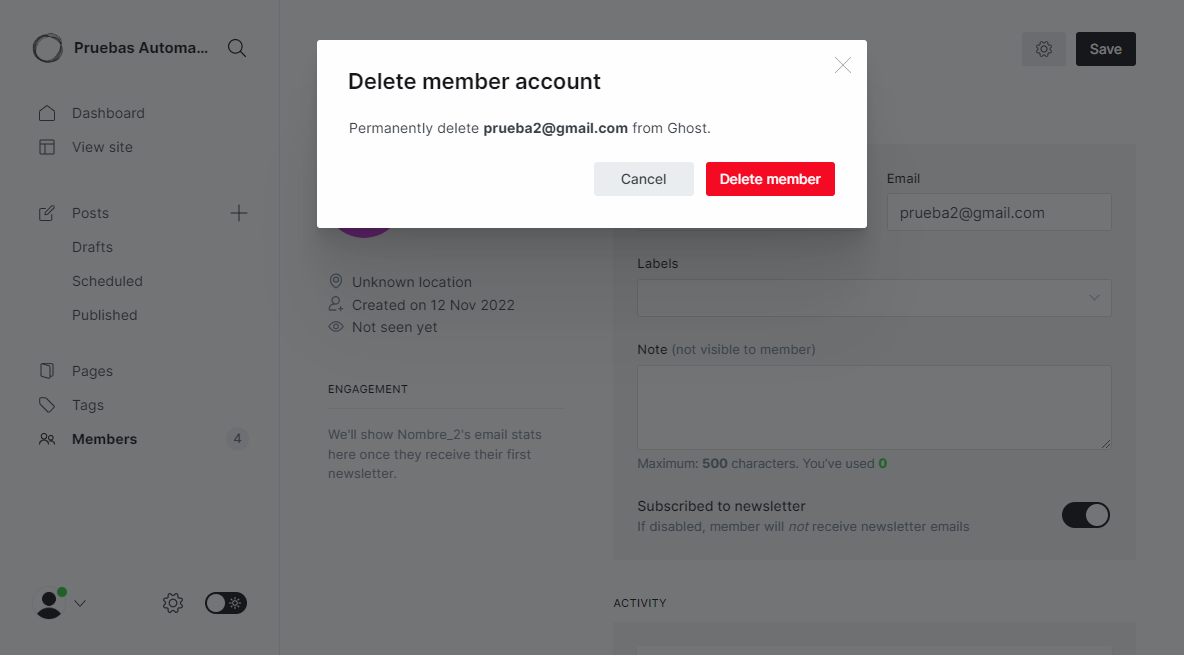 Pruebas Automa...
Dashboard
View site
Posts
Drafts
Scheduled
Published
Pages
Tags
Members 4
Save
Delete member account
Permanently delete prueba2@gmail.com from Ghost.
Cancel
Delete member
Unknown location
Created on 12 Nov 2022
Not seen yet
ENGAGEMENT
We'll show Nombre_2's email stats
here once they receive their first
newsletter.
Email
prueba2@gmail.com
Labels
Note (not visible to member)
Maximum: 500 characters. You've used 0
Subscribed to newsletter
If disabled, member will not receive newsletter emails
ACTIVITY